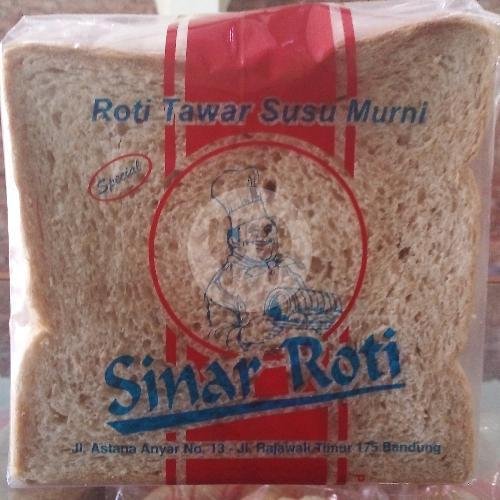 Roti Tawar Susu Murni
Special
Sinar Roti
Jl. Astana Anyar No. 13 - Jl. Rajawali Timur 175 Bandung